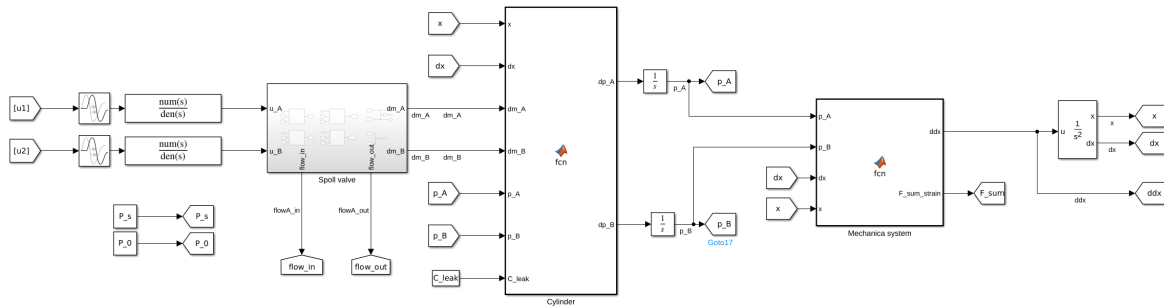 [u1]
[u2]
num(s)
den(s)
num(s)
den(s)
u_A
u_B
dm_A
dm_B
flow_in
flow_out
Spoll valve
flowA_in
flowA_out
flow_in
flow_out
P_s
P_s
P_0
P_0
dm_A
dm_A
dm_B
dm_B
x
dx
p_A
p_B
C_leak
x
dx
dm_A
dm_B
p_A
p_B
C_leak
fcn
dp_A
dp_B
Cylinder
1
s
p_A
p_A
1
s
p_B
p_B
Goto17
dx
x
p_A
p_B
dx
x
fcn
ddx
F_sum_strain
Mechanica system
F_sum
u
1
s²
x
dx
x
dx
x
dx
ddx
ddx